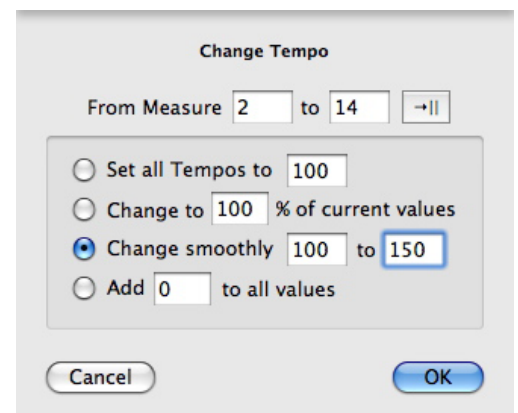 Change Tempo
From Measure 2 to 14
Set all Tempos to 100
Change to 100 % of current values
Change smoothly 100 to 150
Add 0 to all values
Cancel OK